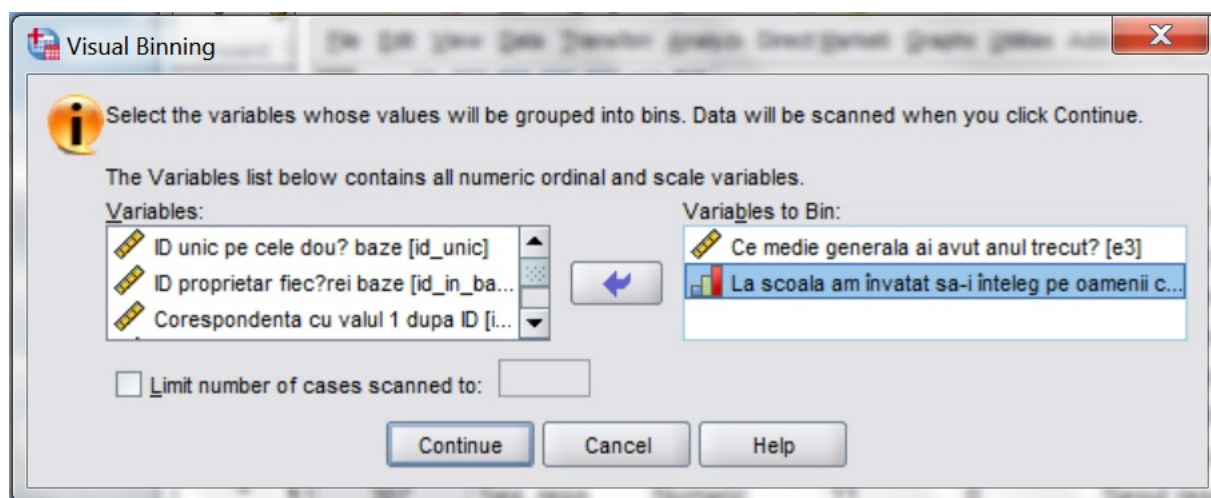 Visual Binning
Select the variables whose values will be grouped into bins. Data will be scanned when you click Continue.
The Variables list below contains all numeric ordinal and scale variables.
Variables:
ID unic pe cele dou? baze [id_unic]
ID proprietar fiec?rei baze [id_in_ba...
Corespondenta cu valul 1 dupa ID [i...
Variables to Bin:
Ce medie generala ai avut anul trecut? [e3]
La scoala am învatat sa-i înteleg pe oamenii c...
Limit number of cases scanned to:
Continue
Cancel
Help